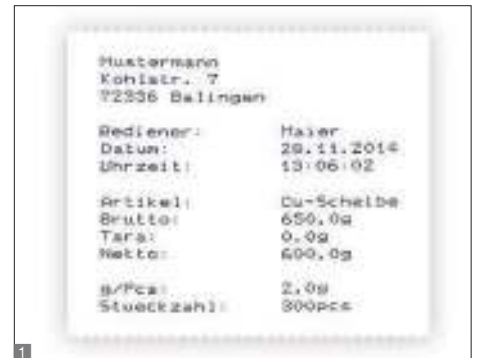 Mustermann
Kohlstr. 7
72336 Balingen
Bediener: Maier
Datum: 28.11.2014
Uhrzeit: 13:06:02
Artikel: Cu-Scheibe
Brutto: 650.0g
Tara: 0.0g
Netto: 600.0g
g/Pcs: 2.0g
Stueckzahl: 300pcs
1